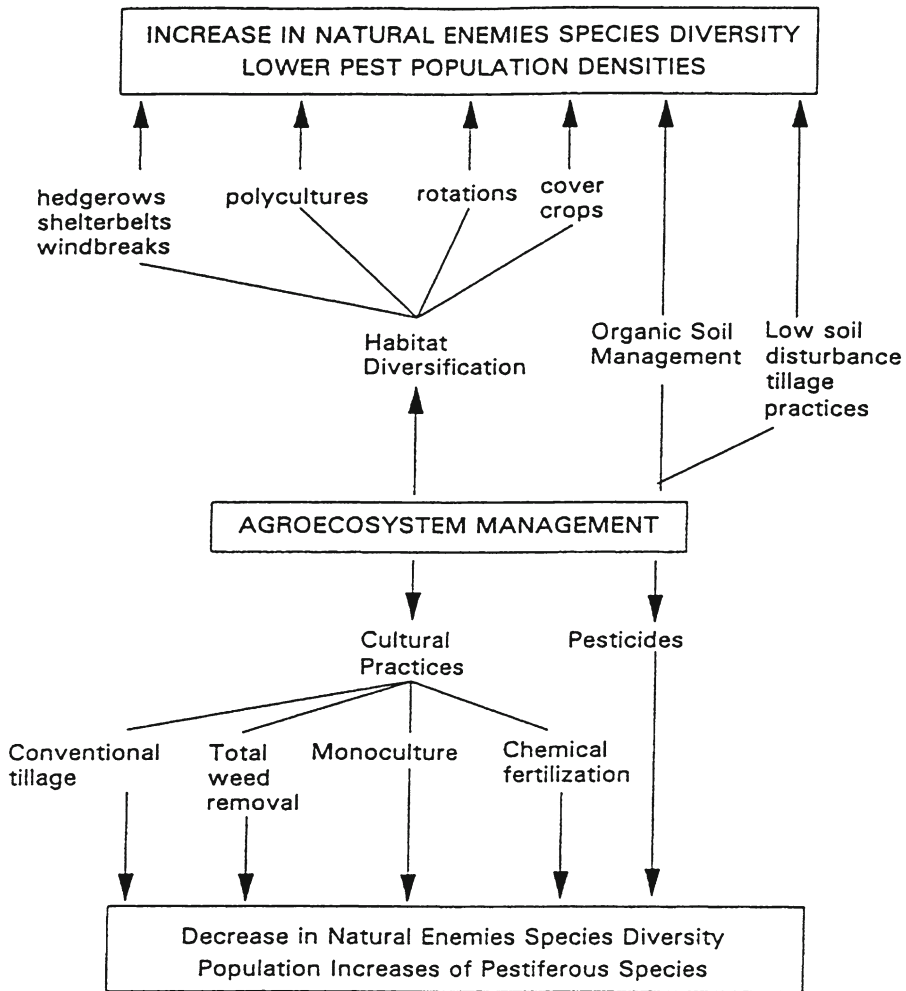 INCREASE IN NATURAL ENEMIES SPECIES DIVERSITY
LOWER PEST POPULATION DENSITIES
hedgerows
shelterbelts
windbreaks
polycultures
rotations
cover
crops
Habitat
Diversification
Organic Soil
Management
Low soil
disturbance
tillage
practices
AGROECOSYSTEM MANAGEMENT
Cultural
Practices
Pesticides
Conventional
tillage
Total
weed
removal
Monoculture
Chemical
fertilization
Decrease in Natural Enemies Species Diversity
Population Increases of Pestiferous Species